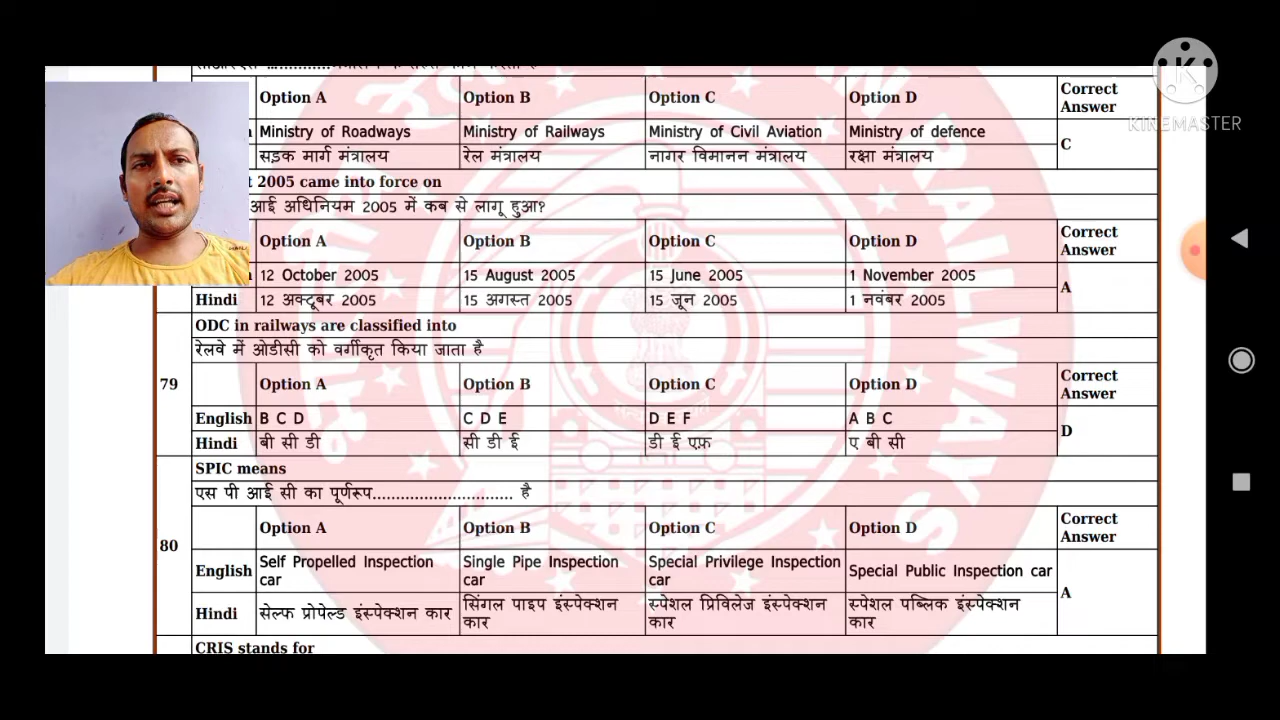 Option A Option B Option C Option D Correct Answer
Ministry of Roadways Ministry of Railways Ministry of Civil Aviation Ministry of defence C
सड़क मार्ग मंत्रालय रेल मंत्रालय नागर विमानन मंत्रालय रक्षा मंत्रालय
2005 came into force on
आई अधिनियम 2005 में कब से लागू हुआ?
Option A Option B Option C Option D Correct Answer
12 October 2005 15 August 2005 15 June 2005 1 November 2005 A
Hindi 12 अक्टूबर 2005 15 अगस्त 2005 15 जून 2005 1 नवंबर 2005
79
ODC in railways are classified into
रेलवे में ओडीसी को वर्गीकृत किया जाता है
Option A Option B Option C Option D Correct Answer
English B C D C D E D E F A B C D
Hindi बी सी डी सी डी ई डी ई एफ़ ए बी सी
80
SPIC means
एस पी आई सी का पूर्णरूप............................. है
Option A Option B Option C Option D Correct Answer
English Self Propelled Inspection car Single Pipe Inspection car Special Privilege Inspection car Special Public Inspection car A
Hindi सेल्फ प्रोपेल्ड इंस्पेक्शन कार सिंगल पाइप इंस्पेक्शन कार स्पेशल प्रिविलेज इंस्पेक्शन कार स्पेशल पब्लिक इंस्पेक्शन कार
CRIS stands for
KINEMASTER